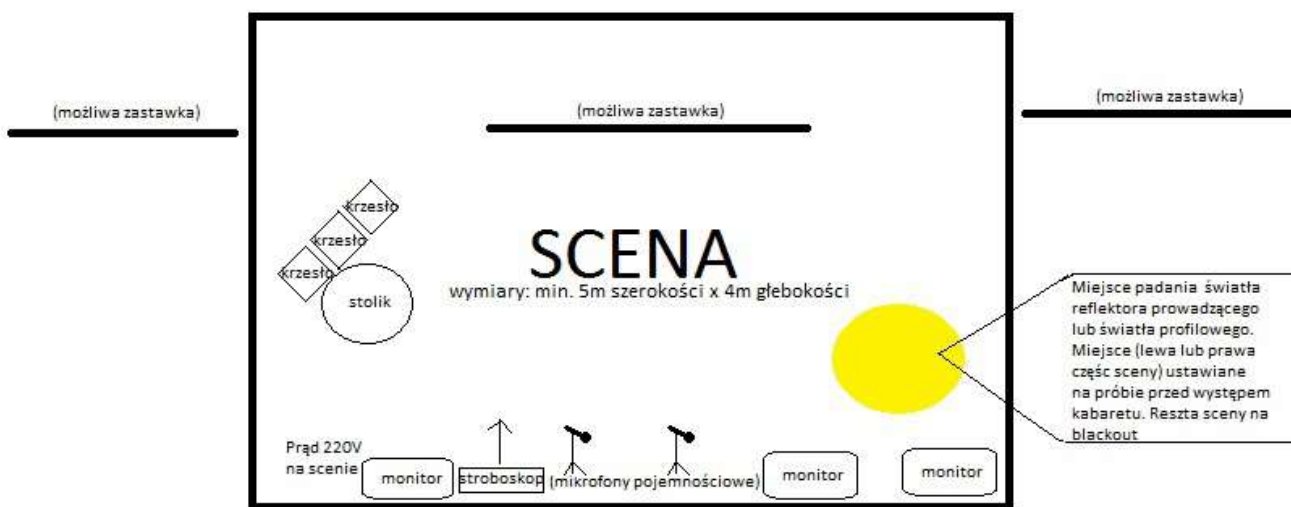 (możliwa zastawka)
(możliwa zastawka)
(możliwa zastawka)
krzesło
krzesło
krzesło
stolik
SCENA
wymiary: min. 5m szerokości x 4m głebokości
Miejsce padania światła
reflektora prowadzącego
lub światła profilowego.
Miejsce (lewa lub prawa
częśc sceny) ustawiane
na próbie przed występem
kabaretu. Reszta sceny na
blackout
Prąd 220V
na scenie
monitor
stroboskop
(mikrofony pojemnościowe)
monitor
monitor